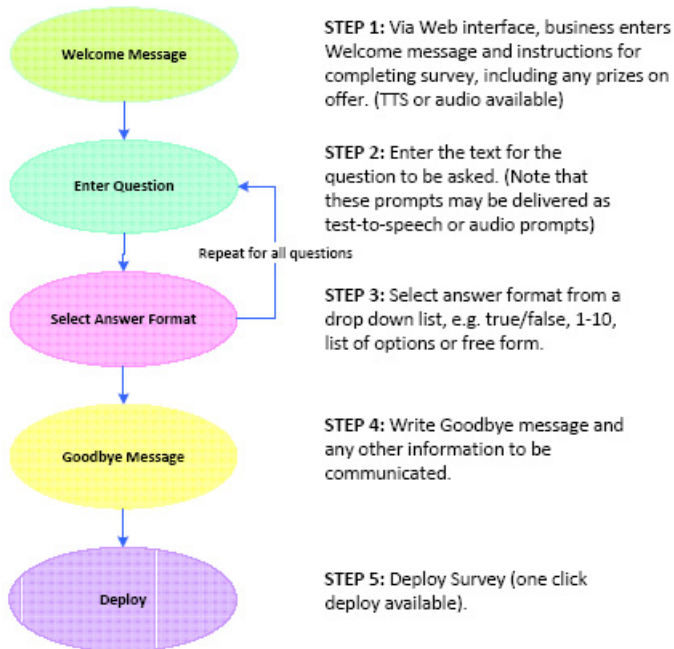 Welcome Message
STEP 1: Via Web interface, business enters
Welcome message and instructions for
completing survey, including any prizes on
offer. (TTS or audio available)
Enter Question
STEP 2: Enter the text for the
question to be asked. (Note that
these prompts may be delivered as
test-to-speech or audio prompts)
Repeat for all questions
Select Answer Format
STEP 3: Select answer format from a
drop down list, e.g. true/false, 1-10,
list of options or free form.
Goodbye Message
STEP 4: Write Goodbye message and
any other information to be
communicated.
Deploy
STEP 5: Deploy Survey (one click
deploy available).